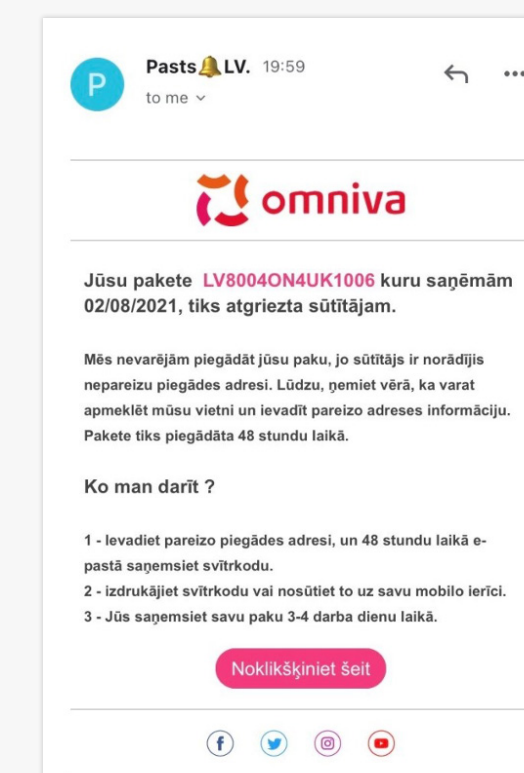 P
Pasts🔔LV. 19:59
to me
omniva
Jūsu pakete LV8004ON4UK1006 kuru saņēmām
02/08/2021, tiks atgriezta sūtītājam.
Mēs nevarējām piegādāt jūsu paku, jo sūtītājs ir norādījis
nepareizu piegādes adresi. Lūdzu, ņemiet vērā, ka varat
apmeklēt mūsu vietni un ievadīt pareizo adreses informāciju.
Pakete tiks piegādāta 48 stundu laikā.
Ko man darīt ?
1 - Ievadiet pareizo piegādes adresi, un 48 stundu laikā e-
pastā saņemsiet svītrkodu.
2 - izdrukājiet svītrkodu vai nosūtiet to uz savu mobilo ierīci.
3 - Jūs saņemsiet savu paku 3-4 darba dienu laikā.
Noklikšķiniet šeit